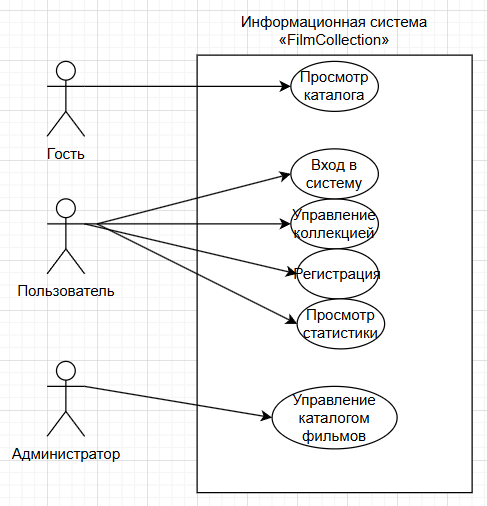 Информационная система
«FilmCollection»
Просмотр
каталога
Гость
Вход в
систему
Управление
коллекцией
Регистрация
Пользователь
Просмотр
статистики
Управление
каталогом
фильмов
Администратор